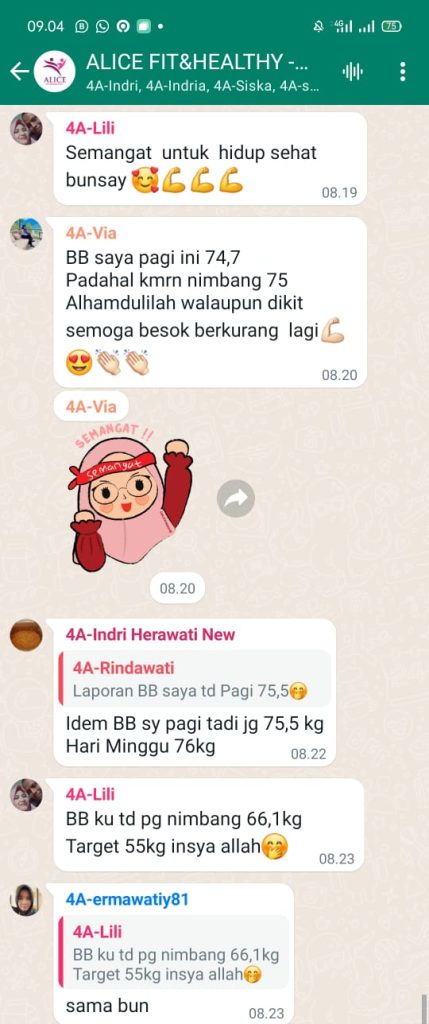 09.04
4G
75
ALICE
ALICE FIT&HEALTHY -...
4A-Indri, 4A-Indria, 4A-Siska, 4A-s...
4A-Lili
Semangat untuk hidup sehat
bunsay🥰💪💪💪
08.19
4A-Via
BB saya pagi ini 74,7
Padahal kmrn nimbang 75
Alhamdulilah walaupun dikit
semoga besok berkurang lagi💪🏻
😍👏🏻👏🏻
08.20
4A-Via
SEMANGAT !!
semangat
08.20
4A-Indri Herawati New
4A-Rindawati
Laporan BB saya td Pagi 75,5🤭
Idem BB sy pagi tadi jg 75,5 kg
Hari Minggu 76kg
08.22
4A-Lili
BB ku td pg nimbang 66,1kg
Target 55kg insya allah🤭
08.23
4A-ermawatiy81
4A-Lili
BB ku td pg nimbang 66,1kg
Target 55kg insya allah🤭
sama bun
08.23